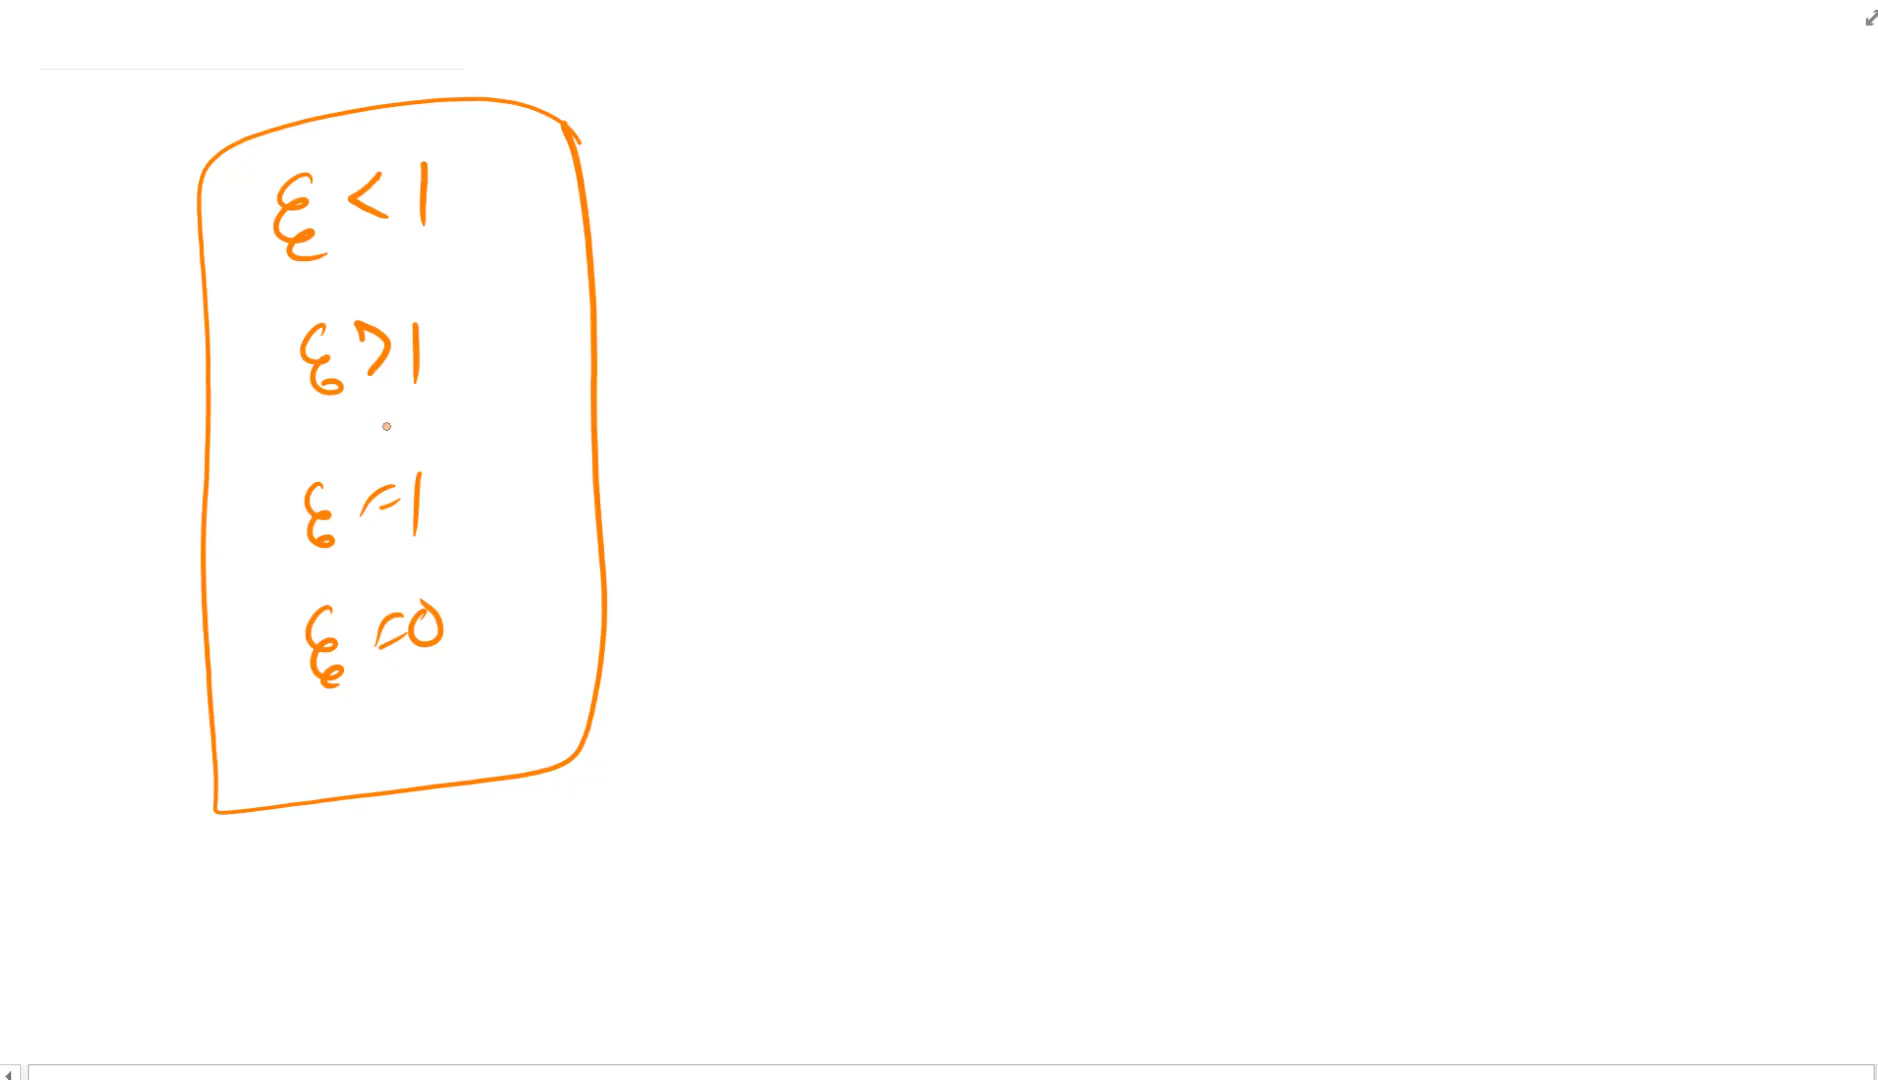 ξ < 1
ξ > 1
ξ = 1
ξ = 0